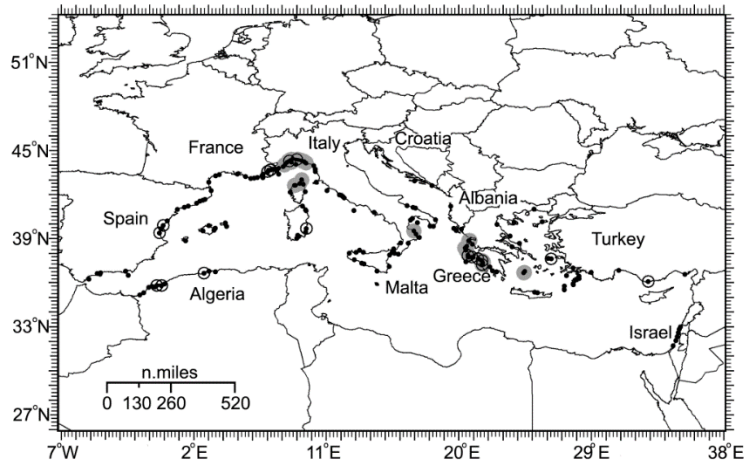 51°N
45°N
39°N
33°N
27°N
France
Italy
Croatia
Spain
Albania
Turkey
Greece
Algeria
Malta
Israel
n.miles
0 130 260 520
7°W 2°E 11°E 20°E 29°E 38°E